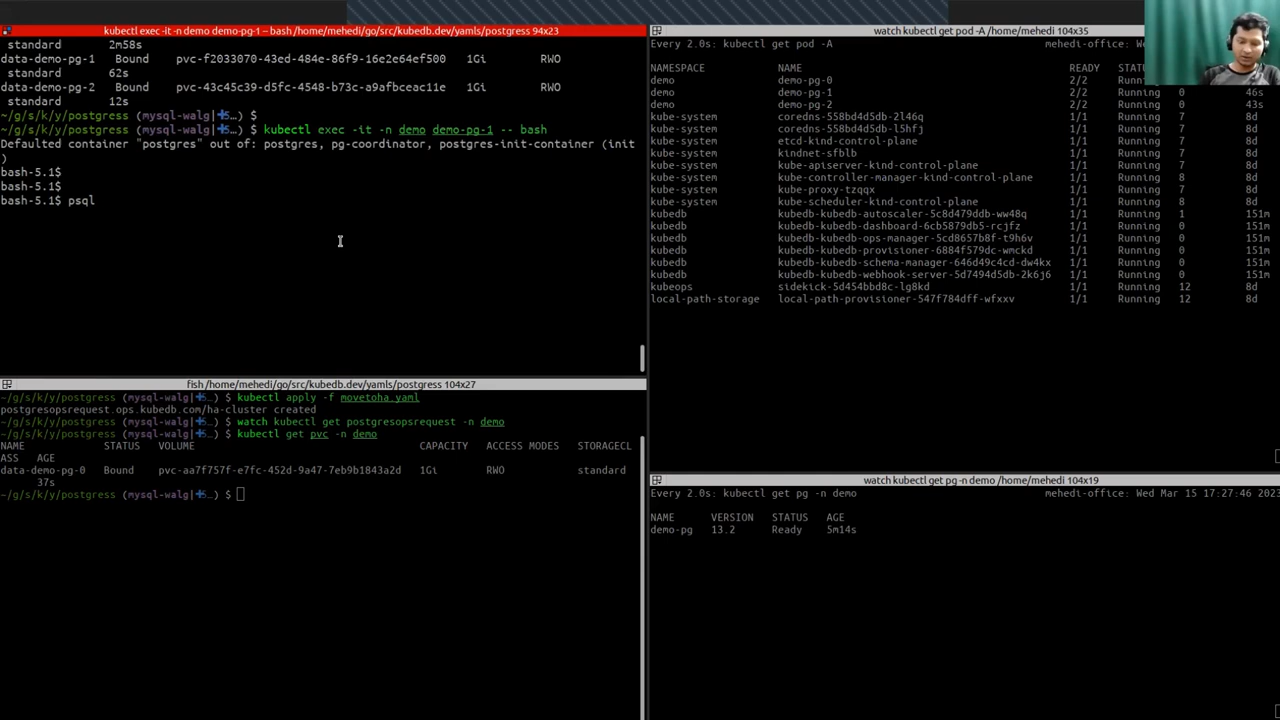 kubectl exec -it -n demo demo-pg-1 -- bash /home/mehedi/go/src/kubedb.dev/yamls/postgres 94x23
standard      2m58s
data-demo-pg-1   Bound    pvc-f2033070-43ed-484e-86f9-16e2e64ef500   1Gi        RWO
standard      62s
data-demo-pg-2   Bound    pvc-43c45c39-d5fc-4548-b73c-a9afbceac11e   1Gi        RWO
standard      12s
~/g/s/k/y/postgress (mysql-walg|✚5…) $
~/g/s/k/y/postgress (mysql-walg|✚5…) $ kubectl exec -it -n demo demo-pg-1 -- bash
Defaulted container "postgres" out of: postgres, pg-coordinator, postgres-init-container (init
)
bash-5.1$
bash-5.1$
bash-5.1$ psql
fish /home/mehedi/go/src/kubedb.dev/yamls/postgress 104x27
~/g/s/k/y/postgress (mysql-walg|✚5…) $ kubectl apply -f movetoha.yaml
postgresopsrequest.ops.kubedb.com/ha-cluster created
~/g/s/k/y/postgress (mysql-walg|✚5…) $ watch kubectl get postgresopsrequest -n demo
~/g/s/k/y/postgress (mysql-walg|✚5…) $ kubectl get pvc -n demo
NAME             STATUS   VOLUME                                     CAPACITY   ACCESS MODES   STORAGECL
ASS   AGE
data-demo-pg-0   Bound    pvc-aa7f757f-e7fc-452d-9a47-7eb9b1843a2d   1Gi        RWO            standard
37s
~/g/s/k/y/postgress (mysql-walg|✚5…) $
watch kubectl get pod -A /home/mehedi 104x35
Every 2.0s: kubectl get pod -A     mehedi-office: We
NAMESPACE            NAME                                              READY   STATU
demo                 demo-pg-0                                         2/2     Runnin
demo                 demo-pg-1                                         2/2     Running   0          46s
demo                 demo-pg-2                                         2/2     Running   0          43s
kube-system          coredns-558bd4d5db-2l46q                          1/1     Running   7          8d
kube-system          coredns-558bd4d5db-l5hfj                          1/1     Running   7          8d
kube-system          etcd-kind-control-plane                           1/1     Running   7          8d
kube-system          kindnet-sfblb                                     1/1     Running   7          8d
kube-system          kube-apiserver-kind-control-plane                 1/1     Running   7          8d
kube-system          kube-controller-manager-kind-control-plane        1/1     Running   8          8d
kube-system          kube-proxy-tzqqx                                  1/1     Running   7          8d
kube-system          kube-scheduler-kind-control-plane                 1/1     Running   8          8d
kubedb               kubedb-kubedb-autoscaler-5c8d479ddb-ww48q         1/1     Running   1          151m
kubedb               kubedb-kubedb-dashboard-6cb5879db5-rcjfz          1/1     Running   0          151m
kubedb               kubedb-kubedb-ops-manager-5cd8657b8f-t9h6v        1/1     Running   0          151m
kubedb               kubedb-kubedb-provisioner-6884f579dc-wmckd        1/1     Running   0          151m
kubedb               kubedb-kubedb-schema-manager-646d49c4cd-dw4kx     1/1     Running   0          151m
kubedb               kubedb-kubedb-webhook-server-5d7494d5db-2k6j6     1/1     Running   0          151m
kubeops              sidekick-5d454bbd8c-lg8kd                         1/1     Running   12         8d
local-path-storage   local-path-provisioner-547f784dff-wfxxv           1/1     Running   12         8d
watch kubectl get pg -n demo /home/mehedi 104x19
Every 2.0s: kubectl get pg -n demo     mehedi-office: Wed Mar 15 17:27:46 2023
NAME      VERSION   STATUS   AGE
demo-pg   13.2      Ready    5m14s